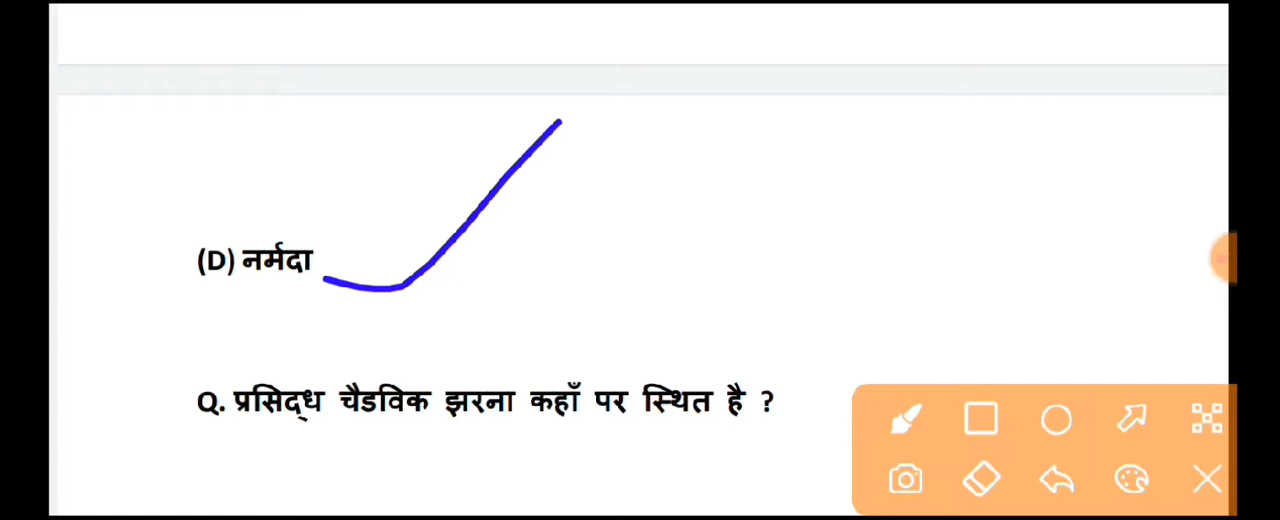 (D) नर्मदा
Q. प्रसिद्ध चैडविक झरना कहाँ पर स्थित है ?